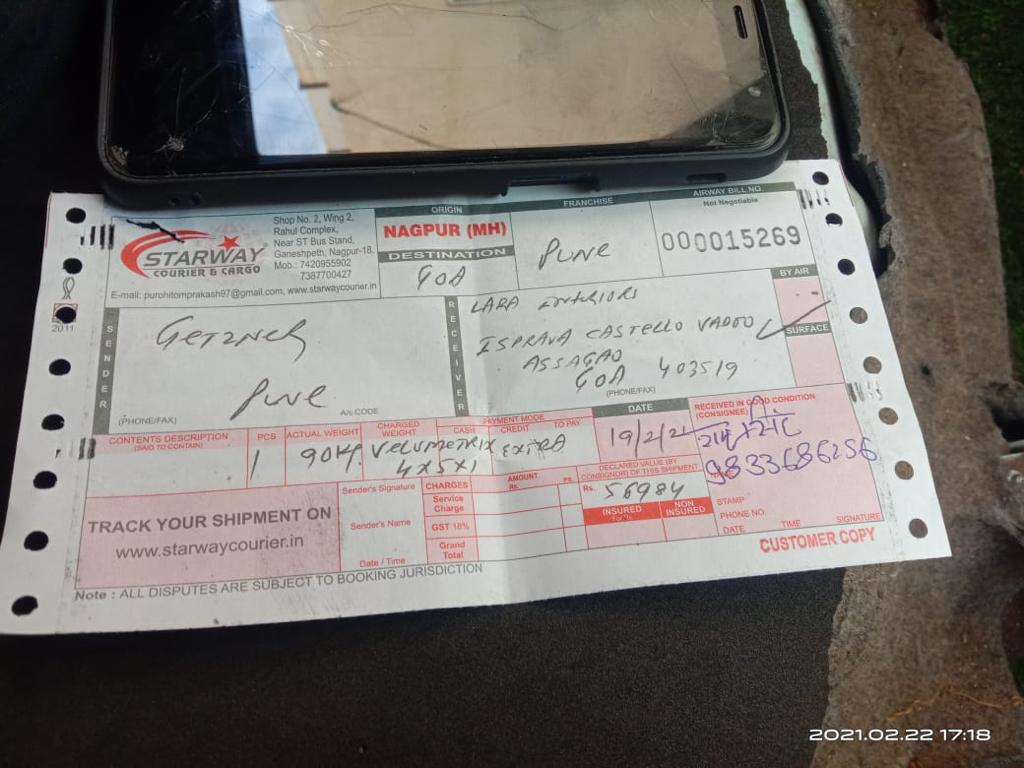 STARWAY
COURIER & CARGO
Shop No. 2, Wing 2,
Rahul Complex,
Near ST Bus Stand,
Ganeshpeth, Nagpur-18.
Mob.: 7420955902
7387700427
E-mail: purohitomprakash97@gmail.com, www.starwaycourier.in
ORIGIN
NAGPUR (MH)
DESTINATION
GOA
FRANCHISE
PUNE
AIRWAY BILL NO.
Not Negotiable
000015269
BY AIR
SURFACE
2011
SENDER
GETZNER
PUNE
(PHONE/FAX)
A/c CODE
RECEIVER
LARA INTERIORS
ISPRAVA CASTELLO VADDO
ASSAGAO
GOA 403519
(PHONE/FAX)
CONTENTS DESCRIPTION
(SAID TO CONTAIN)
PCS
1
ACTUAL WEIGHT
CHARGED
WEIGHT
VELUMETRIX
4X5X1
PAYMENT MODE
CASH
CREDIT
TO PAY
EXTRA
DATE
19/2/2
RECEIVED IN GOOD CONDITION
(CONSIGNEE)
9833686256
STAMP
PHONE NO.
DATE TIME SIGNATURE
CUSTOMER COPY
TRACK YOUR SHIPMENT ON
www.starwaycourier.in
Sender's Signature
Sender's Name
Date / Time
CHARGES
AMOUNT
Rs.
PS.
Service
Charge
GST 18%
Grand
Total
DECLARED VALUE (BY
CONSIGNOR) OF THIS SHIPMENT
Rs. 56984
INSURED
For %
NON
INSURED
Note : ALL DISPUTES ARE SUBJECT TO BOOKING JURISDICTION
2021.02.22 17:18